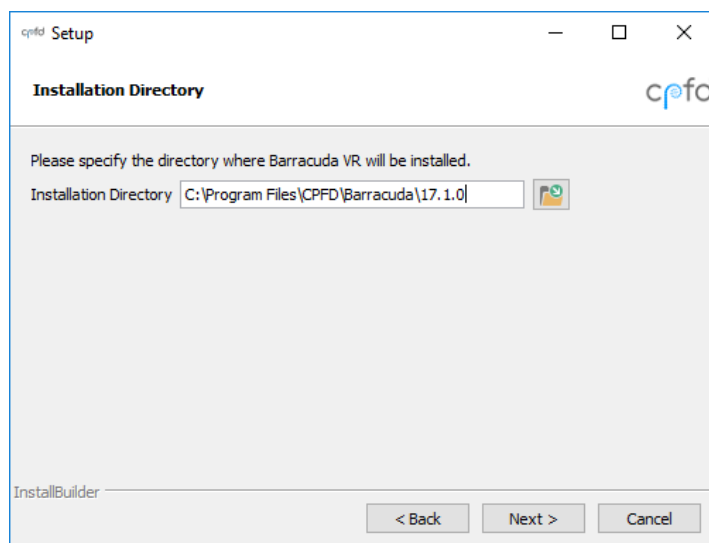 cpfd Setup
Installation Directory
cpfd
Please specify the directory where Barracuda VR will be installed.
Installation Directory C:\Program Files\CPFD\Barracuda\17.1.0
InstallBuilder
< Back Next > Cancel